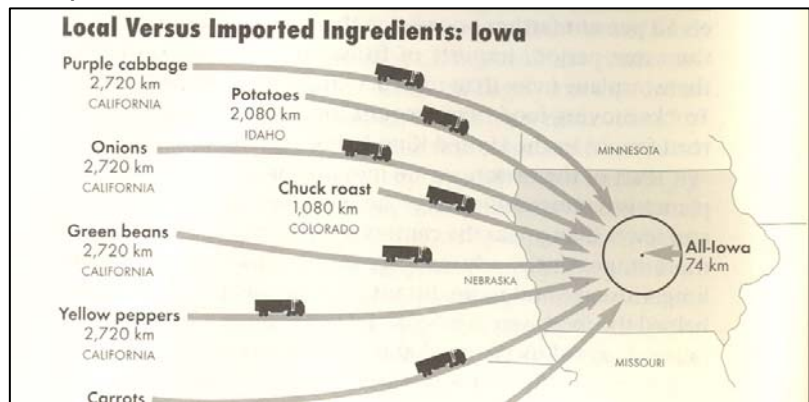 Local Versus Imported Ingredients: Iowa
Purple cabbage
2,720 km
CALIFORNIA
Potatoes
2,080 km
IDAHO
Onions
2,720 km
CALIFORNIA
MINNESOTA
Chuck roast
1,080 km
COLORADO
Green beans
2,720 km
CALIFORNIA
All-Iowa
74 km
NEBRASKA
Yellow peppers
2,720 km
CALIFORNIA
MISSOURI
Carrots